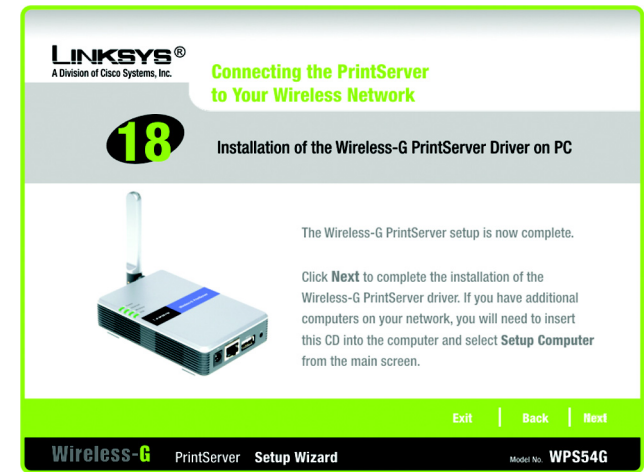 LINKSYS®
A Division of Cisco Systems, Inc.
Connecting the PrintServer
to Your Wireless Network
18
Installation of the Wireless-G PrintServer Driver on PC
The Wireless-G PrintServer setup is now complete.
Click Next to complete the installation of the
Wireless-G PrintServer driver. If you have additional
computers on your network, you will need to insert
this CD into the computer and select Setup Computer
from the main screen.
Exit
Back
Next
Wireless-G PrintServer Setup Wizard
Model No. WPS54G